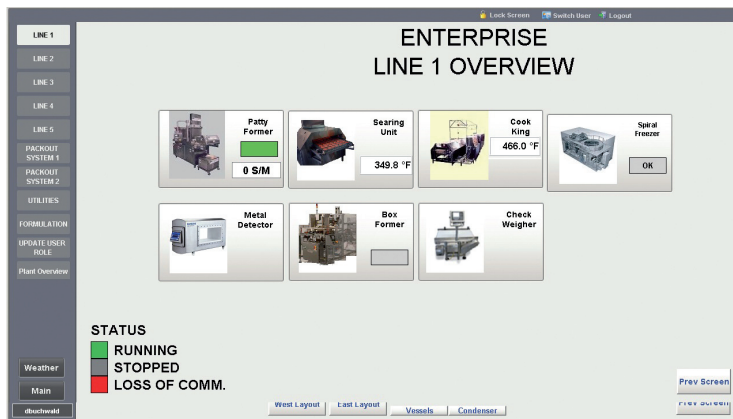 Lock Screen Switch User Logout
ENTERPRISE
LINE 1 OVERVIEW
LINE 1
LINE 2
LINE 3
LINE 4
LINE 5
PACKOUT
SYSTEM 1
PACKOUT
SYSTEM 2
UTILITIES
FORMULATION
UPDATE USER
ROLE
Plant Overview
Weather
Main
dbuchwald
Patty
Former
0 S/M
Searing
Unit
349.8 °F
Cook
King
466.0 °F
Spiral
Freezer
OK
Metal
Detector
Box
Former
Check
Weigher
STATUS
RUNNING
STOPPED
LOSS OF COMM.
West Layout East Layout Vessels Condenser
Prev Screen
Prev Screen